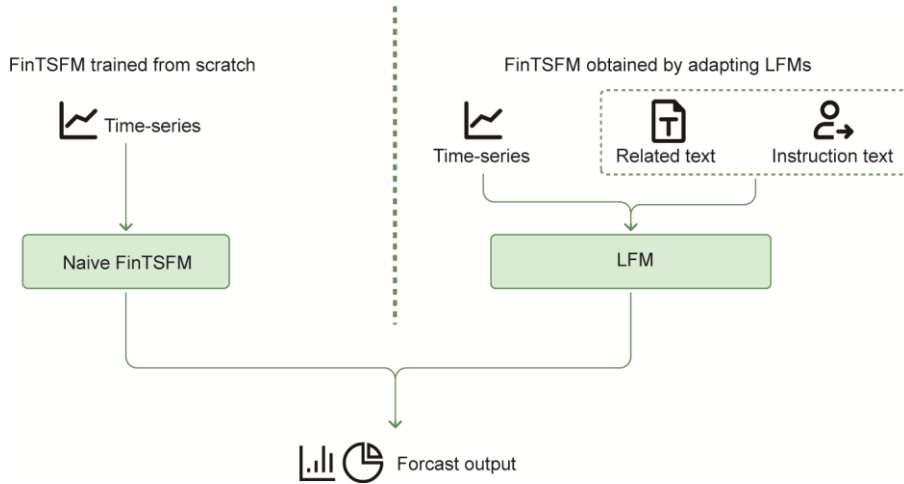 FinTSFM trained from scratch
Time-series
Naive FinTSFM
FinTSFM obtained by adapting LFMs
Time-series
T
Related text
Instruction text
LFM
Forcast output